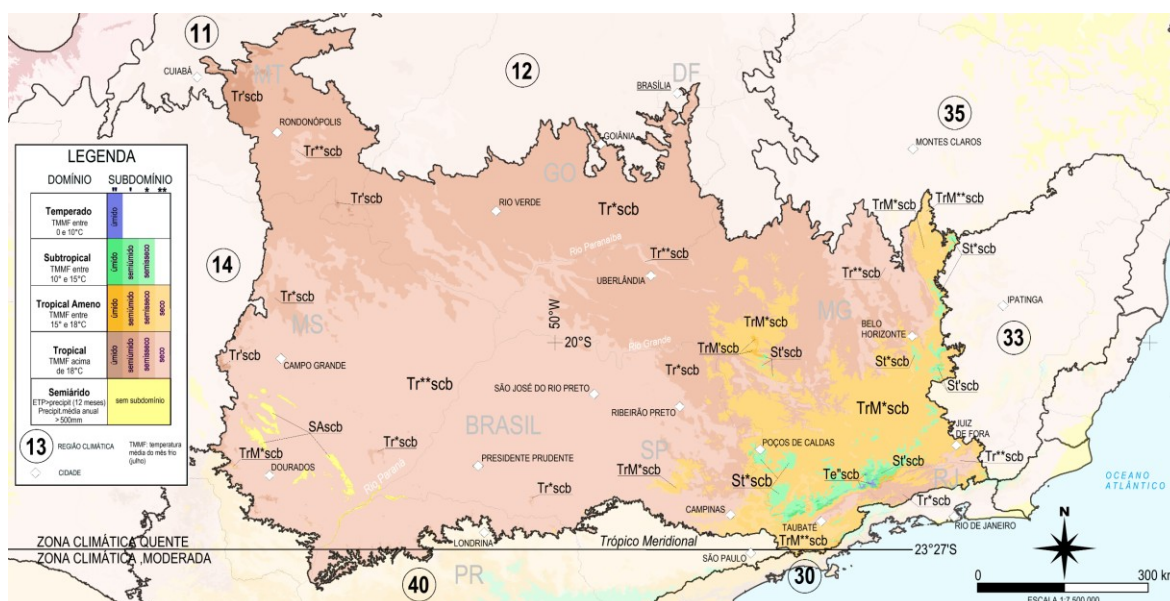 11
12
35
13
14
33
40
30
CUIABÁ
MT
Tr'scb
RONDONÓPOLIS
Tr**scb
Tr'scb
DF
BRASÍLIA
GOIÂNIA
GO
RIO VERDE
Tr*scb
Rio Paranaíba
Tr**scb
UBERLÂNDIA
MONTES CLAROS
TrM*scb
TrM**scb
St*scb
Tr**scb
IPATINGA
LEGENDA
DOMÍNIO SUBDOMÍNIO
" ' * **
Temperado
TMMF entre
0 e 10°C
úmido
Subtropical
TMMF entre
10° e 15°C
úmido
semiúmido
semisseco
Tropical Ameno
TMMF entre
15° e 18°C
úmido
semiúmido
semisseco
seco
Tropical
TMMF acima
de 18°C
úmido
semiúmido
semisseco
seco
Semiárido
ETP>precipit (12 meses)
Precipit.média anual
>500mm
sem subdomínio
REGIÃO CLIMÁTICA
TMMF: temperatura
média do mês frio
(julho)
CIDADE
Tr*scb
MS
50°W
20°S
MG
TrM*scb
TrM'scb
St'scb
BELO
HORIZONTE
St*scb
St'scb
Tr'scb
CAMPO GRANDE
Rio Grande
Tr*scb
Tr**scb
SÃO JOSÉ DO RIO PRETO
RIBEIRÃO PRETO
TrM*scb
SAscb
BRASIL
JUIZ
DE FORA
Tr*scb
SP
POÇOS DE CALDAS
TrM*scb
DOURADOS
Rio Paraná
PRESIDENTE PRUDENTE
TrM*scb
St*scb
Te*scb
St'scb
RJ
Tr**scb
OCEANO
ATLÂNTICO
Tr*scb
CAMPINAS
TAUBATÉ
Tr*scb
RIO DE JANEIRO
N
LONDRINA
Trópico Meridional
TrM**scb
SÃO PAULO
ZONA CLIMÁTICA QUENTE
ZONA CLIMÁTICA ,MODERADA
23°27'S
PR
0 300 km
ESCALA 1:7.500.000